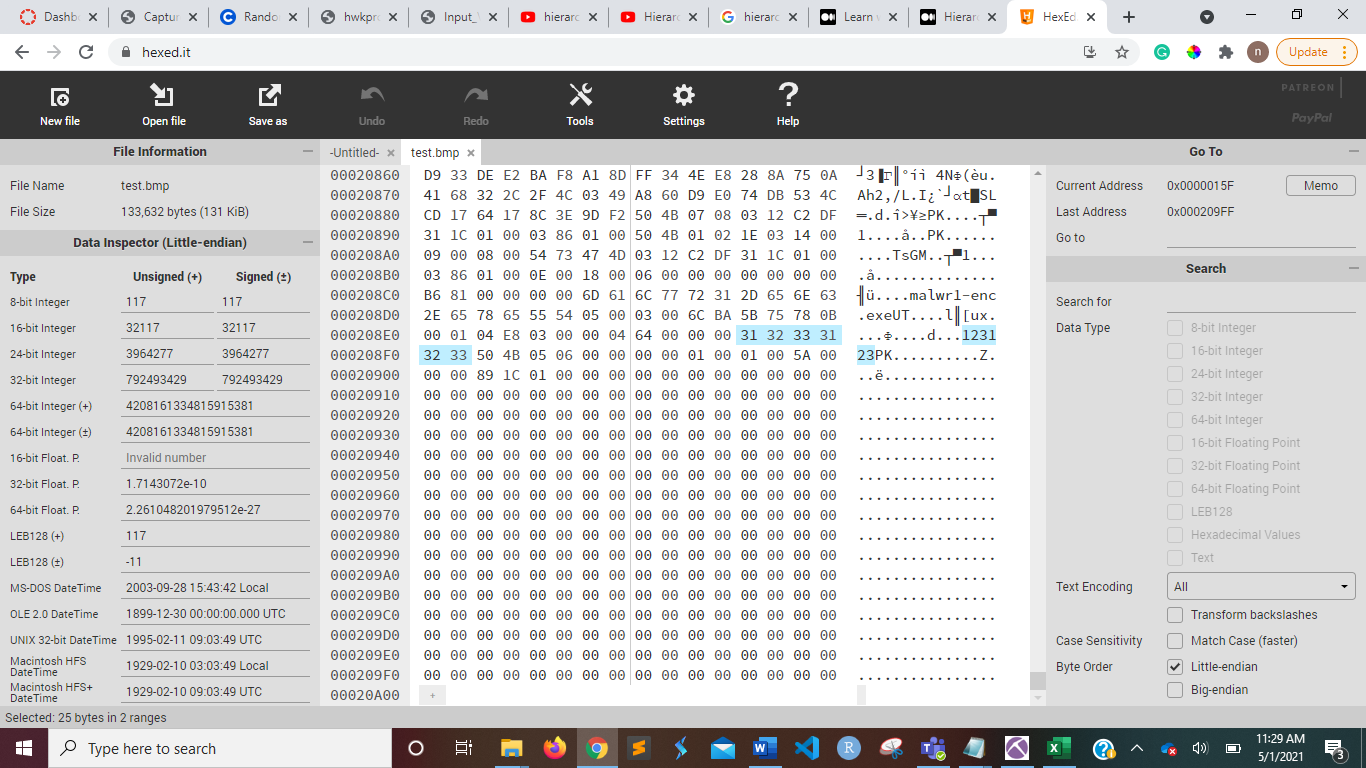 Dashb Captur Rando hwkpro Input_ hierarc Hierarc hierarc Learn Hierar HexEd
hexed.it
n
Update
New file Open file Save as Undo Redo Tools Settings Help
PATREON
PayPal
File Information
File Name test.bmp
File Size 133,632 bytes (131 KiB)
Data Inspector (Little-endian)
Type Unsigned (+) Signed (±)
8-bit Integer 117 117
16-bit Integer 32117 32117
24-bit Integer 3964277 3964277
32-bit Integer 792493429 792493429
64-bit Integer (+) 4208161334815915381
64-bit Integer (±) 4208161334815915381
16-bit Float. P. Invalid number
32-bit Float. P. 1.7143072e-10
64-bit Float. P. 2.261048201979512e-27
LEB128 (+) 117
LEB128 (±) -11
MS-DOS DateTime 2003-09-28 15:43:42 Local
OLE 2.0 DateTime 1899-12-30 00:00:00.000 UTC
UNIX 32-bit DateTime 1995-02-11 09:03:49 UTC
Macintosh HFS DateTime 1929-02-10 03:03:49 Local
Macintosh HFS+ DateTime 1929-02-10 09:03:49 UTC
-Untitled- test.bmp
00020860 D9 33 DE E2 BA F8 A1 8D FF 34 4E E8 28 8A 75 0A ┘3▐Γ║°íì 4NΦ(èu.
00020870 41 68 32 2C 2F 4C 03 49 A8 60 D9 E0 74 DB 53 4C Ah2,/L.I¿`┘αt█SL
00020880 CD 17 64 17 8C 3E 9D F2 50 4B 07 08 03 12 C2 DF ═.d.î>¥≥PK....┬▀
00020890 31 1C 01 00 03 86 01 00 50 4B 01 02 1E 03 14 00 1....å..PK......
000208A0 09 00 08 00 54 73 47 4D 03 12 C2 DF 31 1C 01 00 ....TsGM..┬▀1...
000208B0 03 86 01 00 0E 00 18 00 06 00 00 00 00 00 00 00 .å..............
000208C0 B6 81 00 00 00 00 6D 61 6C 77 72 31 2D 65 6E 63 ╢ü....malwr1-enc
000208D0 2E 65 78 65 55 54 05 00 03 00 6C BA 5B 75 78 0B .exeUT....l║[ux.
000208E0 00 01 04 E8 03 00 00 04 64 00 00 00 31 32 33 31 ...Φ....d...1231
000208F0 32 33 50 4B 05 06 00 00 00 00 01 00 01 00 5A 00 23PK..........Z.
00020900 00 00 89 1C 01 00 00 00 00 00 00 00 00 00 00 00 ..ë.............
00020910 00 00 00 00 00 00 00 00 00 00 00 00 00 00 00 00 ................
00020920 00 00 00 00 00 00 00 00 00 00 00 00 00 00 00 00 ................
00020930 00 00 00 00 00 00 00 00 00 00 00 00 00 00 00 00 ................
00020940 00 00 00 00 00 00 00 00 00 00 00 00 00 00 00 00 ................
00020950 00 00 00 00 00 00 00 00 00 00 00 00 00 00 00 00 ................
00020960 00 00 00 00 00 00 00 00 00 00 00 00 00 00 00 00 ................
00020970 00 00 00 00 00 00 00 00 00 00 00 00 00 00 00 00 ................
00020980 00 00 00 00 00 00 00 00 00 00 00 00 00 00 00 00 ................
00020990 00 00 00 00 00 00 00 00 00 00 00 00 00 00 00 00 ................
000209A0 00 00 00 00 00 00 00 00 00 00 00 00 00 00 00 00 ................
000209B0 00 00 00 00 00 00 00 00 00 00 00 00 00 00 00 00 ................
000209C0 00 00 00 00 00 00 00 00 00 00 00 00 00 00 00 00 ................
000209D0 00 00 00 00 00 00 00 00 00 00 00 00 00 00 00 00 ................
000209E0 00 00 00 00 00 00 00 00 00 00 00 00 00 00 00 00 ................
000209F0 00 00 00 00 00 00 00 00 00 00 00 00 00 00 00 00 ................
00020A00 +
Go To
Current Address 0x0000015F Memo
Last Address 0x000209FF
Go to
Search
Search for
Data Type 8-bit Integer
16-bit Integer
24-bit Integer
32-bit Integer
64-bit Integer
16-bit Floating Point
32-bit Floating Point
64-bit Floating Point
LEB128
Hexadecimal Values
Text
Text Encoding All
Transform backslashes
Case Sensitivity Match Case (faster)
Byte Order Little-endian
Big-endian
Selected: 25 bytes in 2 ranges
Type here to search
11:29 AM
5/1/2021
3